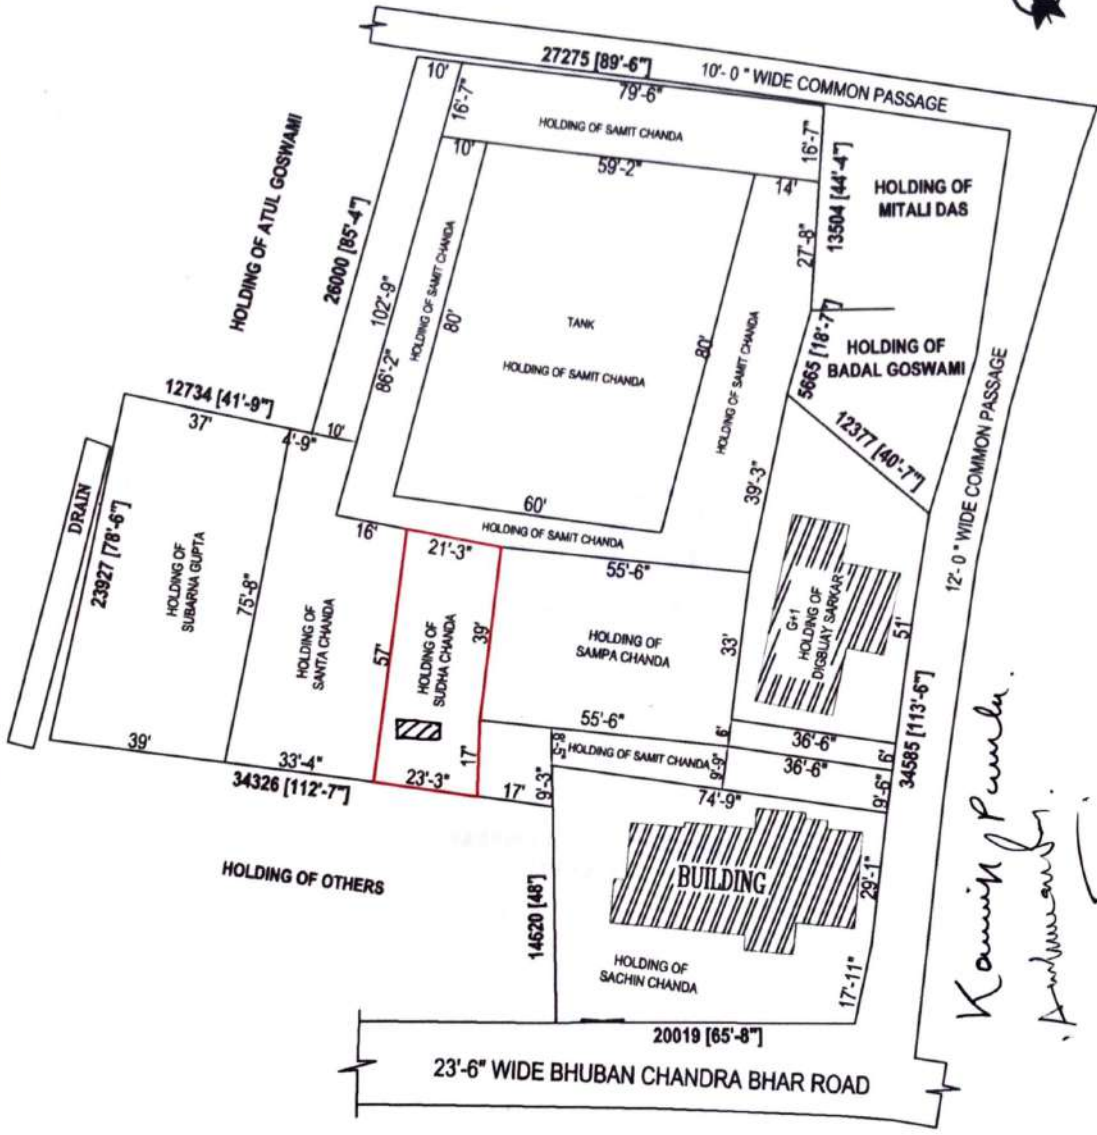 27275 [89'-6"]
10'- 0 " WIDE COMMON PASSAGE
10'
79'-6"
16'-7"
HOLDING OF SAMIT CHANDA
16'-7"
10'
59'-2"
14'
HOLDING OF
MITALI DAS
13504 [44'-4"]
27'-8"
HOLDING OF ATUL GOSWAMI
26000 [85'-4"]
102'-9"
86'-2"
HOLDING OF SAMIT CHANDA
80'
TANK
HOLDING OF SAMIT CHANDA
80'
HOLDING OF SAMIT CHANDA
5665 [18'-7"]
HOLDING OF
BADAL GOSWAMI
12377 [40'-7"]
12'- 0 " WIDE COMMON PASSAGE
39'-3"
12734 [41'-9"]
37'
4'-9"
10'
DRAIN
23927 [78'-6"]
HOLDING OF
SUBARNA GUPTA
75'-8"
60'
HOLDING OF SAMIT CHANDA
16'
21'-3"
55'-6"
HOLDING OF
SANTA CHANDA
57'
HOLDING OF
SUDHA CHANDA
39'
HOLDING OF
SAMPA CHANDA
33'
G+1
HOLDING OF
DIGBIJAY SARKAR
51'
34585 [113'-6"]
39'
33'-4"
34326 [112'-7"]
23'-3"
17'
17'
55'-6"
6'
36'-6"
6'
8'-5"
HOLDING OF SAMIT CHANDA
9'-9"
36'-6"
9'-6"
9'-3"
74'-9"
HOLDING OF OTHERS
BUILDING
29'-1"
14620 [48']
HOLDING OF
SACHIN CHANDA
17'-11"
20019 [65'-8"]
23'-6" WIDE BHUBAN CHANDRA BHAR ROAD